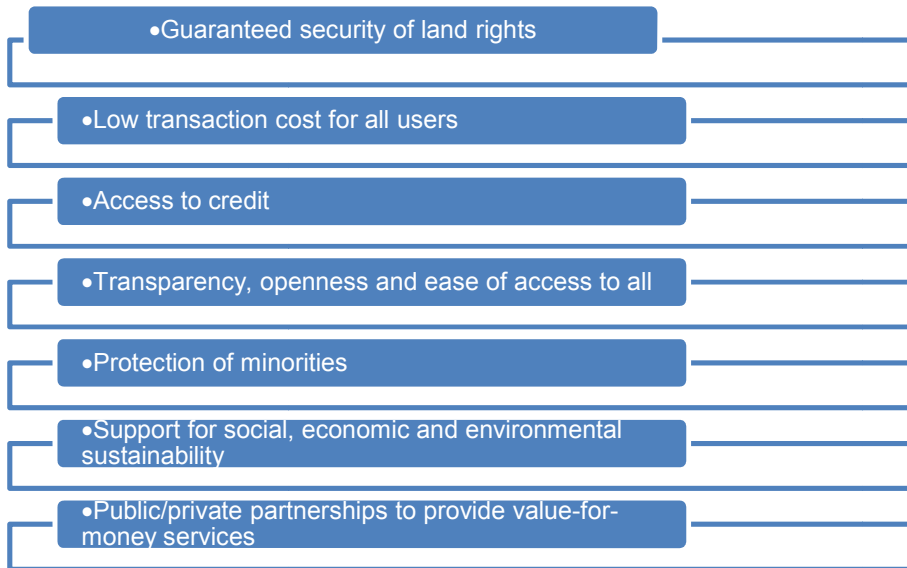 •Guaranteed security of land rights
•Low transaction cost for all users
•Access to credit
•Transparency, openness and ease of access to all
•Protection of minorities
•Support for social, economic and environmental
sustainability
•Public/private partnerships to provide value-for-
money services